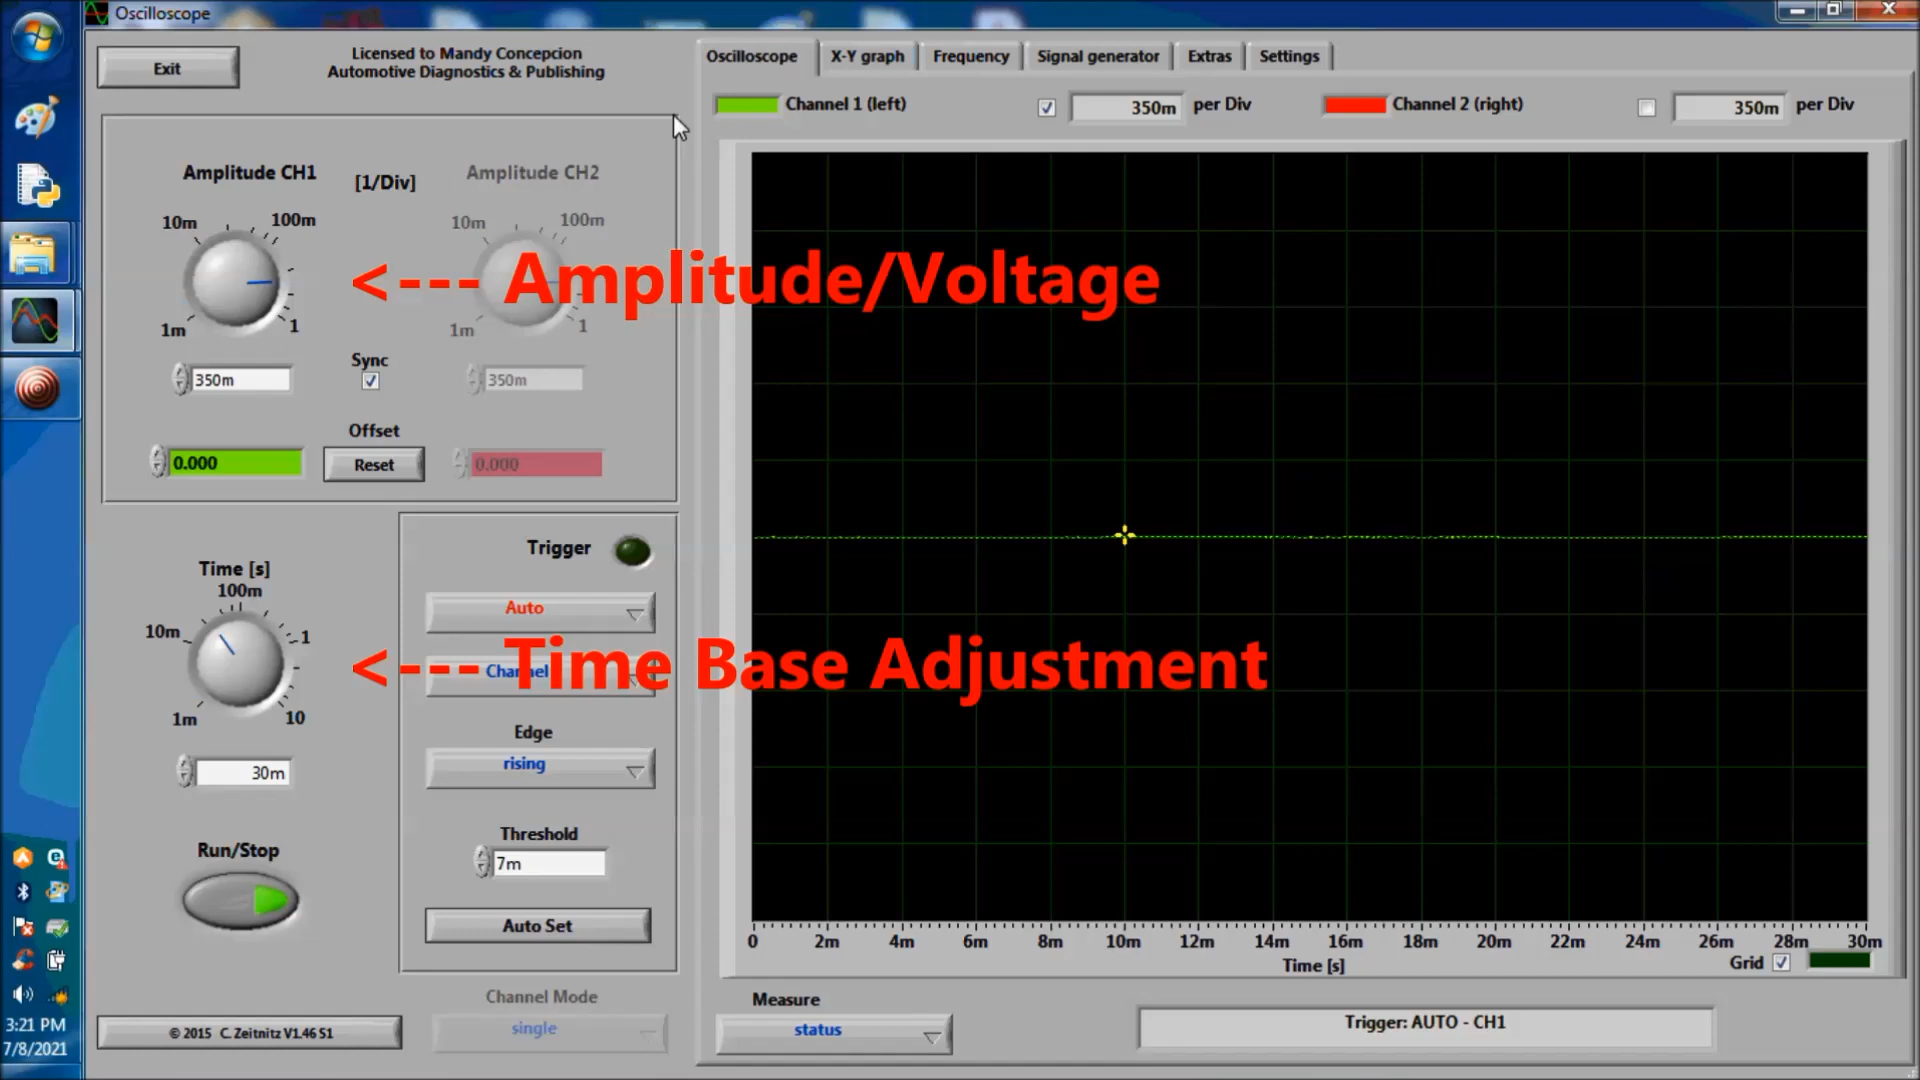 Oscilloscope
Exit
Licensed to Mandy Concepcion
Automotive Diagnostics & Publishing
Amplitude CH1
[1/Div]
Amplitude CH2
10m
100m
10m
100m
<--- Amplitude/Voltage
1m
1
1m
1
350m
Sync
350m
Offset
0.000
Reset
0.000
Time [s]
100m
10m
1
1m
10
30m
Run/Stop
Trigger
Auto
Channel
<--- Time Base Adjustment
Edge
rising
Threshold
7m
Auto Set
Channel Mode
single
© 2015 C. Zeitnitz V1.46 S1
Oscilloscope
X-Y graph
Frequency
Signal generator
Extras
Settings
Channel 1 (left)
350m
per Div
Channel 2 (right)
350m
per Div
0 2m 4m 6m 8m 10m 12m 14m 16m 18m 20m 22m 24m 26m 28m 30m
Time [s]
Grid
Measure
status
Trigger: AUTO - CH1
3:21 PM
7/8/2021